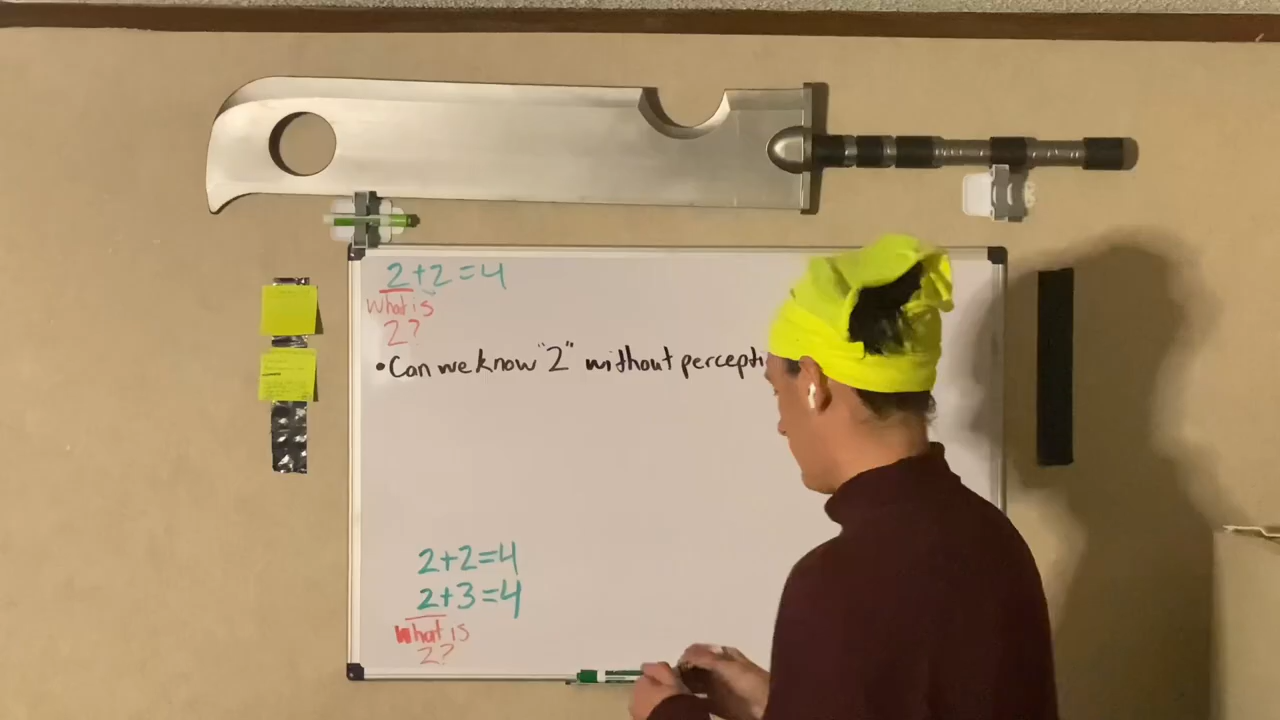 2+2=4
What is
2?
•Can we know "2" without percepti
2+2=4
2+3=4
What is
2?